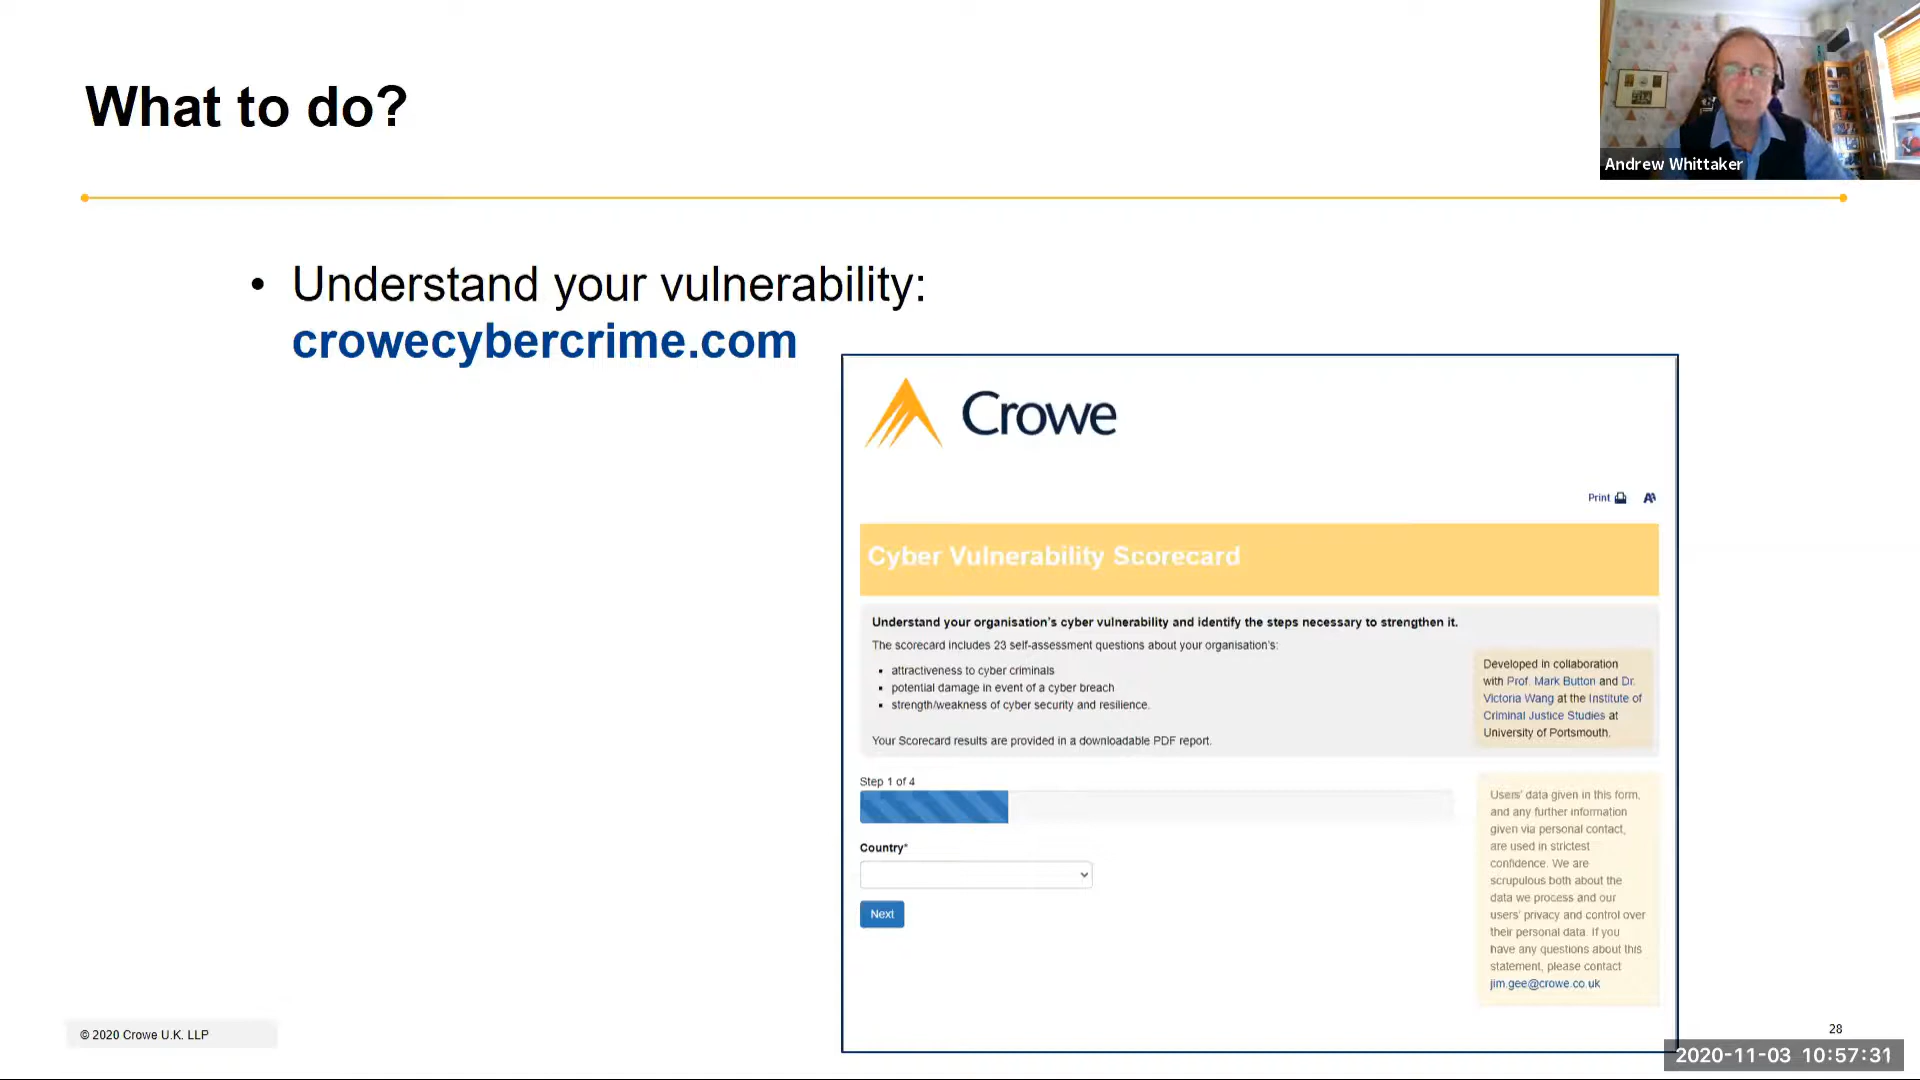 What to do?
Andrew Whittaker
• Understand your vulnerability:
crowecybercrime.com
Crowe
Print
Cyber Vulnerability Scorecard
Understand your organisation's cyber vulnerability and identify the steps necessary to strengthen it.
The scorecard includes 23 self-assessment questions about your organisation's:
▪ attractiveness to cyber criminals
▪ potential damage in event of a cyber breach
▪ strength/weakness of cyber security and resilience.
Your Scorecard results are provided in a downloadable PDF report.
Developed in collaboration
with Prof. Mark Button and Dr.
Victoria Wang at the Institute of
Criminal Justice Studies at
University of Portsmouth.
Step 1 of 4
Country*
Next
Users' data given in this form,
and any further information
given via personal contact,
are used in strictest
confidence. We are
scrupulous both about the
data we process and our
users' privacy and control over
their personal data. If you
have any questions about this
statement, please contact
jim.gee@crowe.co.uk
© 2020 Crowe U.K. LLP
28
2020-11-03 10:57:31